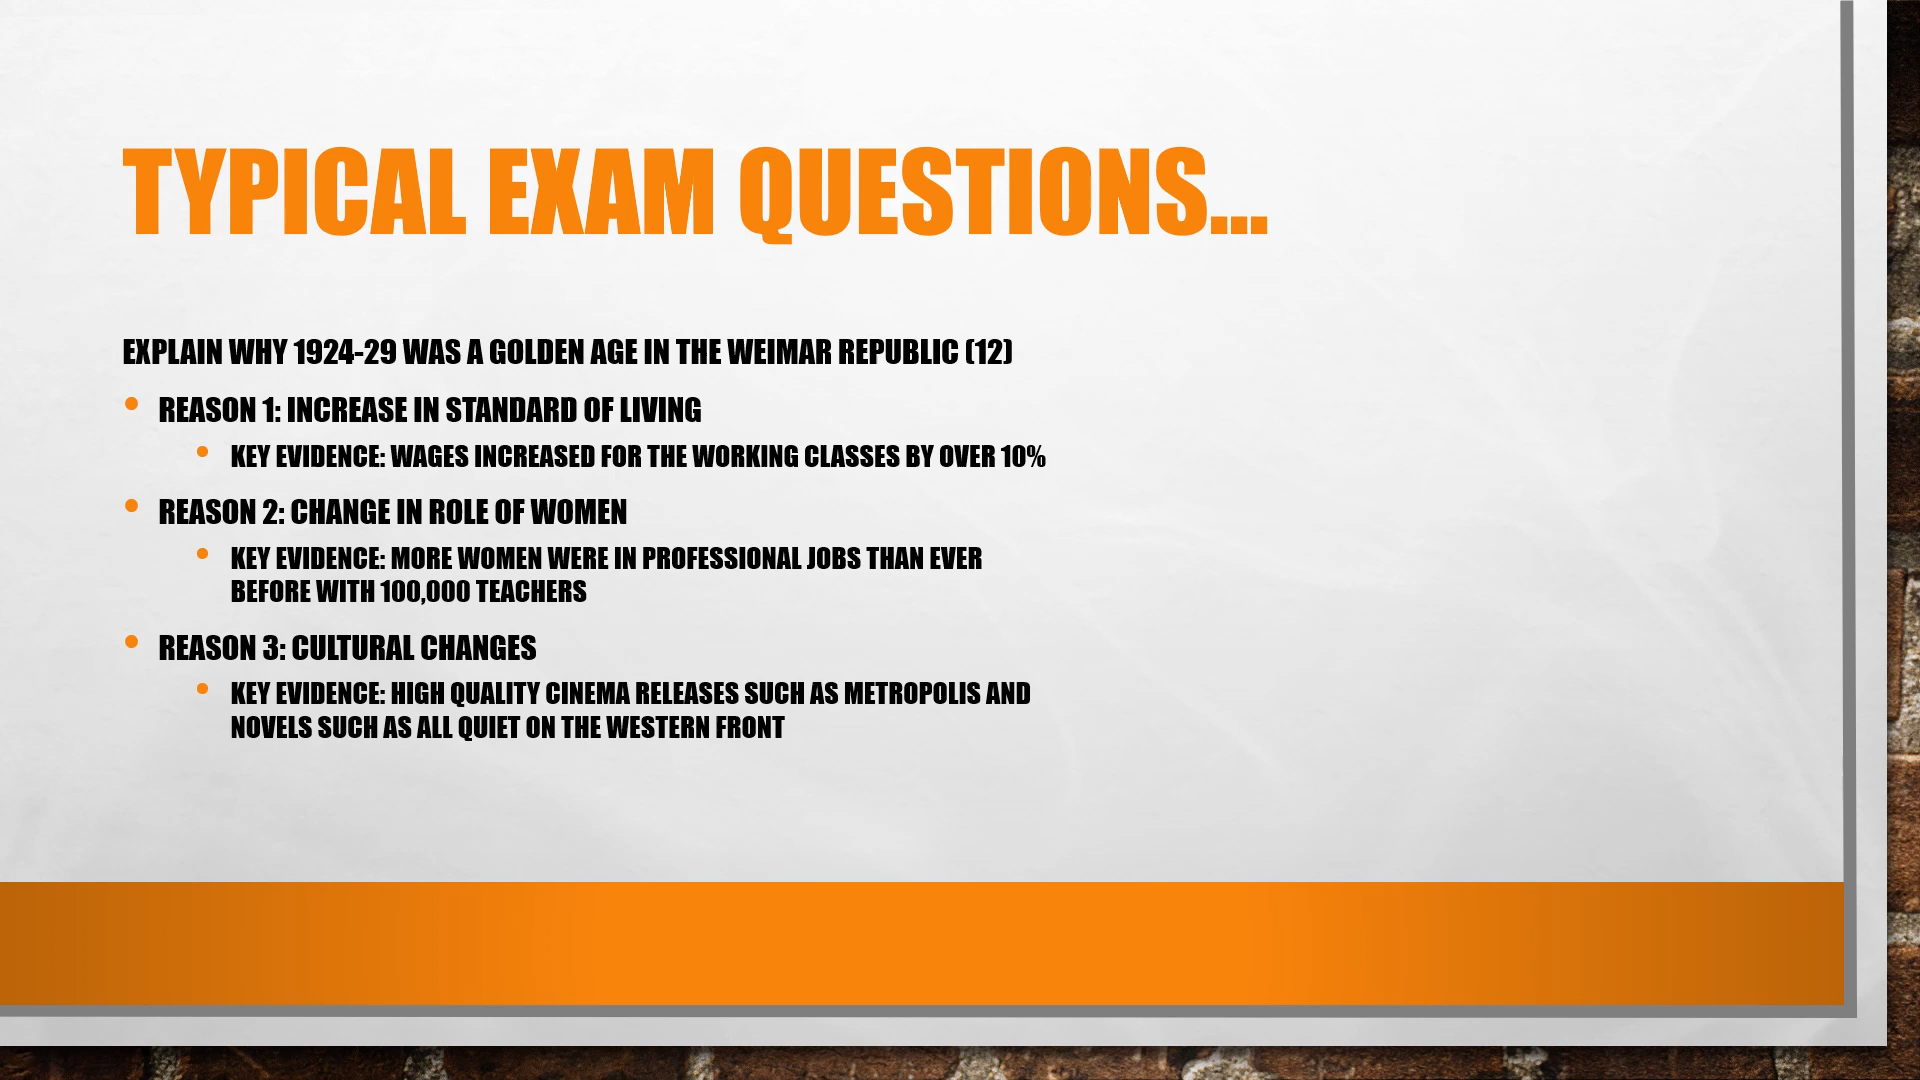 TYPICAL EXAM QUESTIONS...
EXPLAIN WHY 1924-29 WAS A GOLDEN AGE IN THE WEIMAR REPUBLIC (12)
• REASON 1: INCREASE IN STANDARD OF LIVING
• KEY EVIDENCE: WAGES INCREASED FOR THE WORKING CLASSES BY OVER 10%
• REASON 2: CHANGE IN ROLE OF WOMEN
• KEY EVIDENCE: MORE WOMEN WERE IN PROFESSIONAL JOBS THAN EVER
BEFORE WITH 100,000 TEACHERS
• REASON 3: CULTURAL CHANGES
• KEY EVIDENCE: HIGH QUALITY CINEMA RELEASES SUCH AS METROPOLIS AND
NOVELS SUCH AS ALL QUIET ON THE WESTERN FRONT